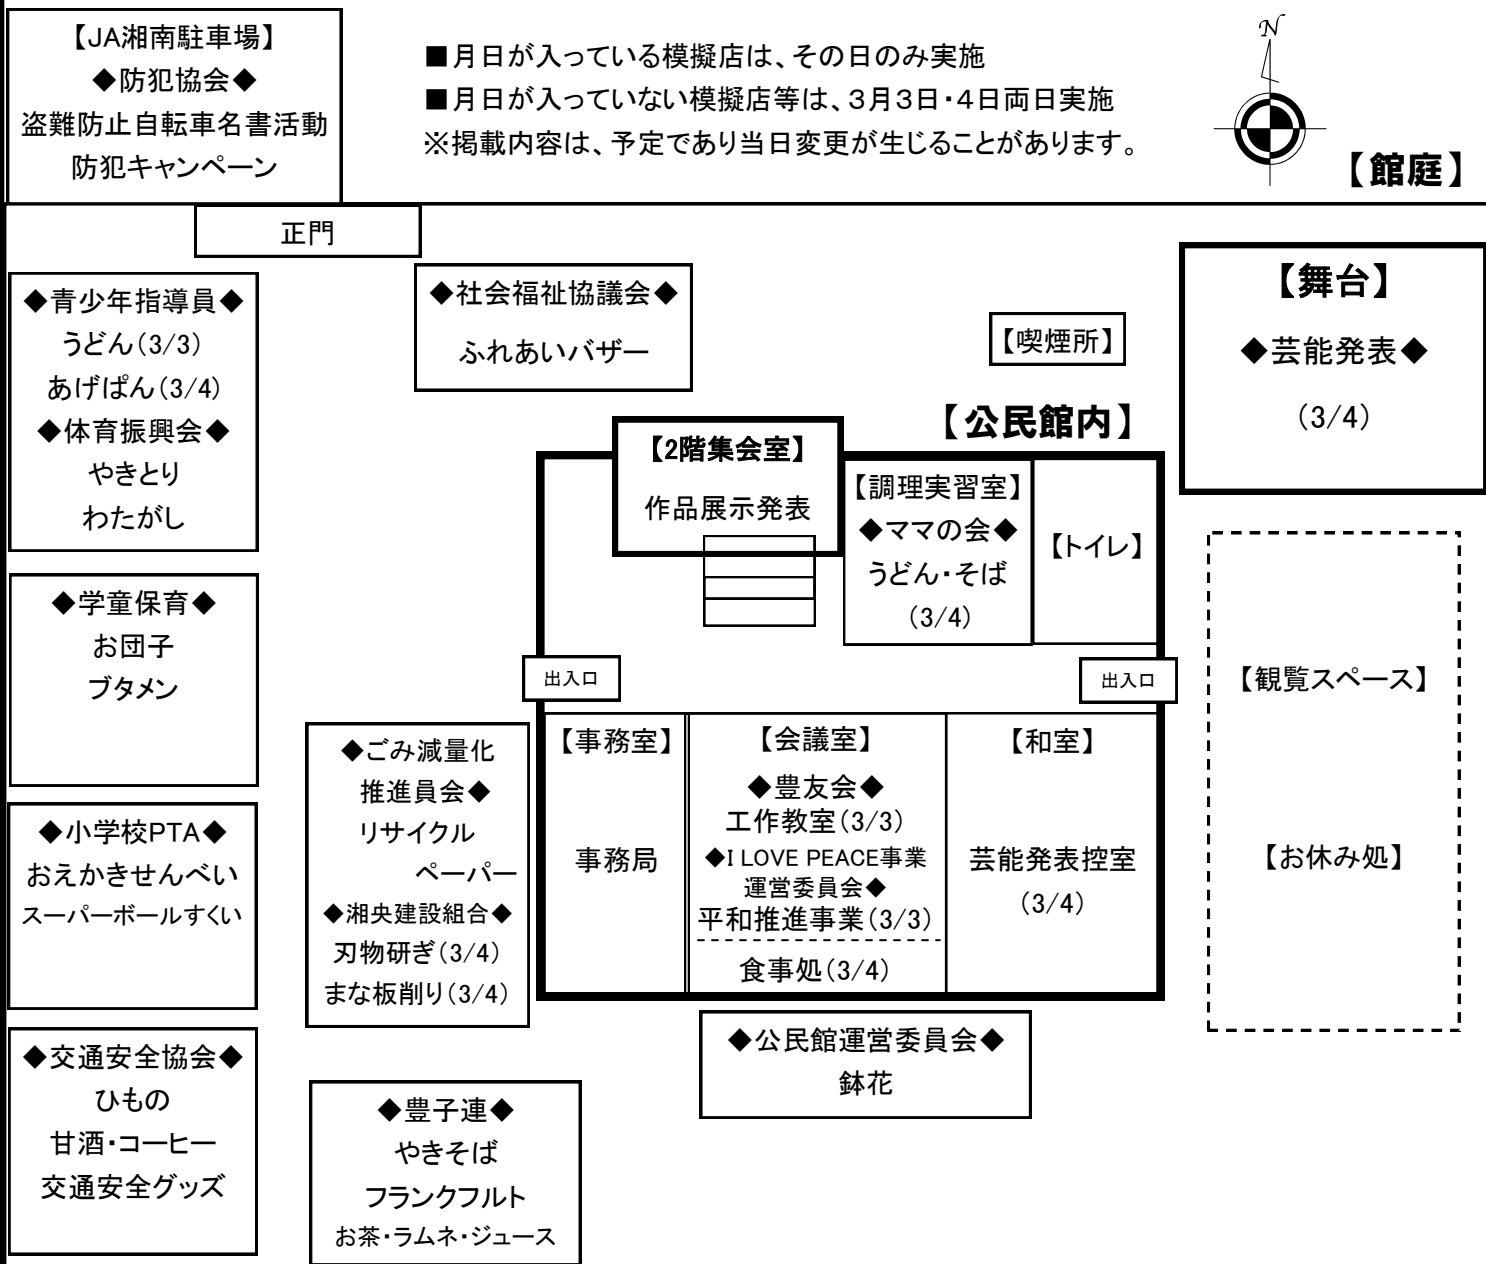 【JA湘南駐車場】
◆防犯協会◆
盗難防止自転車名書活動
防犯キャンペーン
■月日が入っている模擬店は、その日のみ実施
■月日が入っていない模擬店等は、3月3日・4日両日実施
※掲載内容は、予定であり当日変更が生じることがあります。
N
【館庭】
正門
◆青少年指導員◆
うどん(3/3)
あげぱん(3/4)
◆体育振興会◆
やきとり
わたがし
◆社会福祉協議会◆
ふれあいバザー
【喫煙所】
【舞台】
◆芸能発表◆
(3/4)
【公民館内】
【2階集会室】
作品展示発表
【調理実習室】
◆ママの会◆
うどん・そば
(3/4)
【トイレ】
◆学童保育◆
お団子
ブタメン
出入口
出入口
【観覧スペース】
【お休み処】
◆ごみ減量化
推進員会◆
リサイクル
ペーパー
◆湘央建設組合◆
刃物研ぎ(3/4)
まな板削り(3/4)
【事務室】
事務局
【会議室】
◆豊友会◆
工作教室(3/3)
◆I LOVE PEACE事業
運営委員会◆
平和推進事業(3/3)
食事処(3/4)
【和室】
芸能発表控室
(3/4)
◆小学校PTA◆
おえかきせんべい
スーパーボールすくい
◆交通安全協会◆
ひもの
甘酒・コーヒー
交通安全グッズ
◆豊子連◆
やきそば
フランクフルト
お茶・ラムネ・ジュース
◆公民館運営委員会◆
鉢花